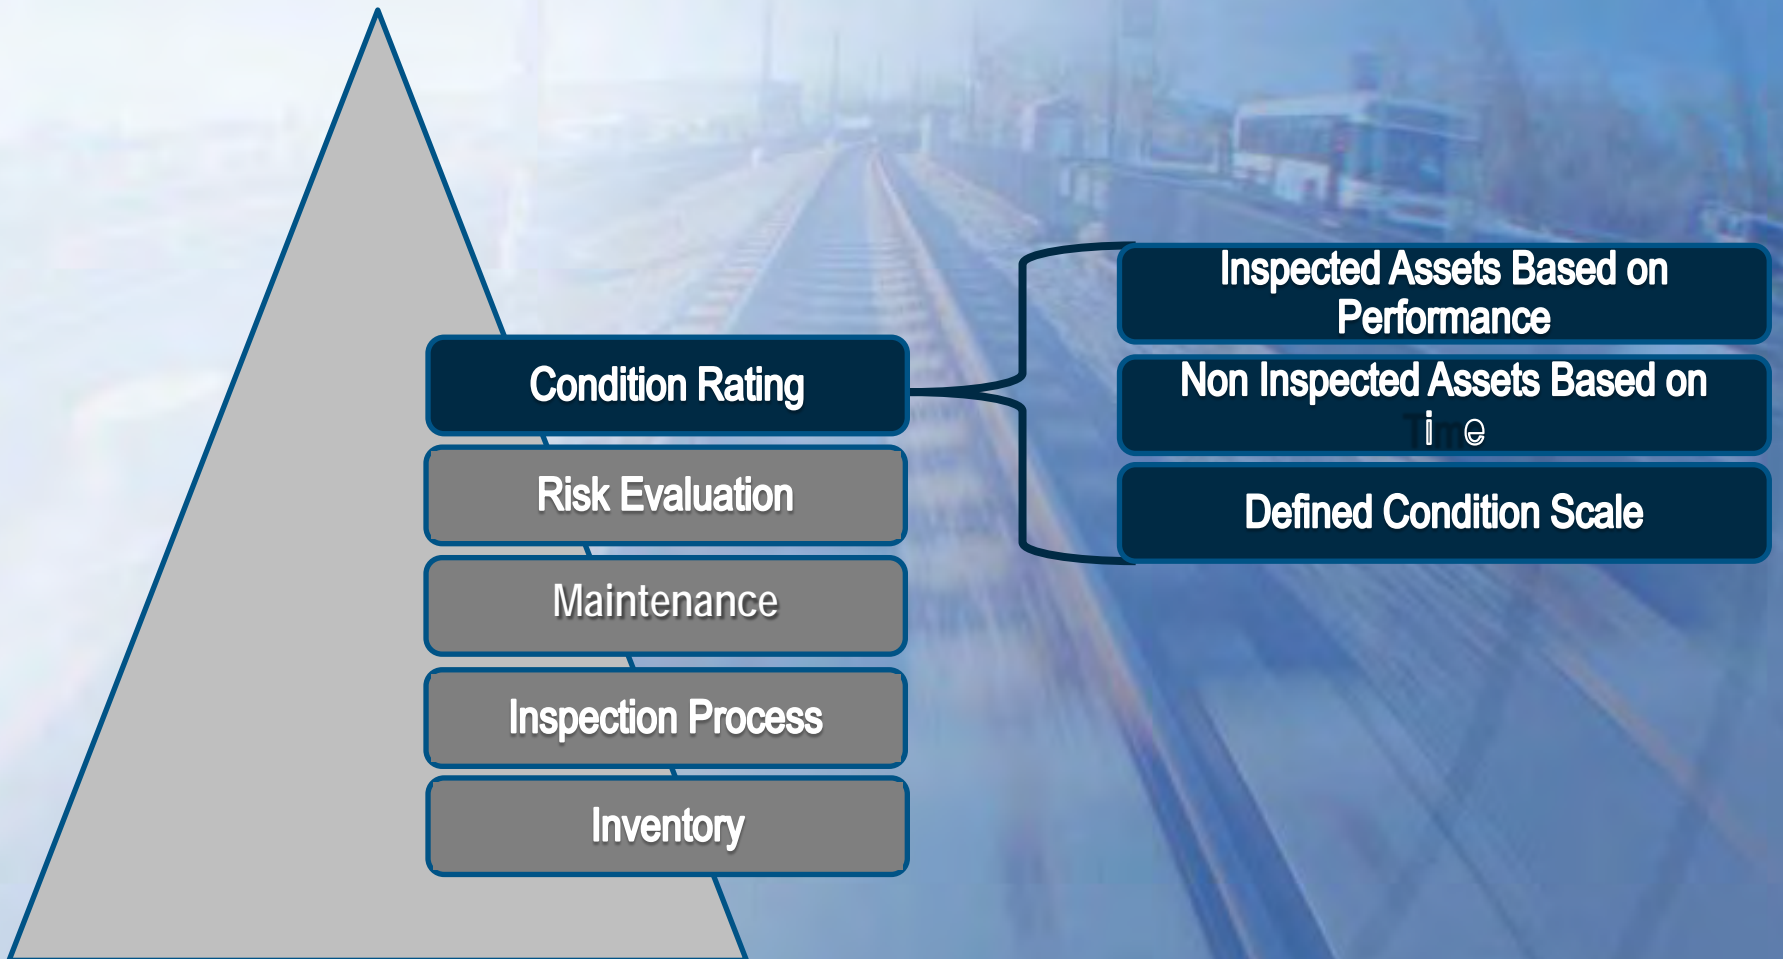 Condition Rating
Risk Evaluation
Maintenance
Inspection Process
Inventory
Inspected Assets Based on
Performance
Non Inspected Assets Based on
Time
Defined Condition Scale